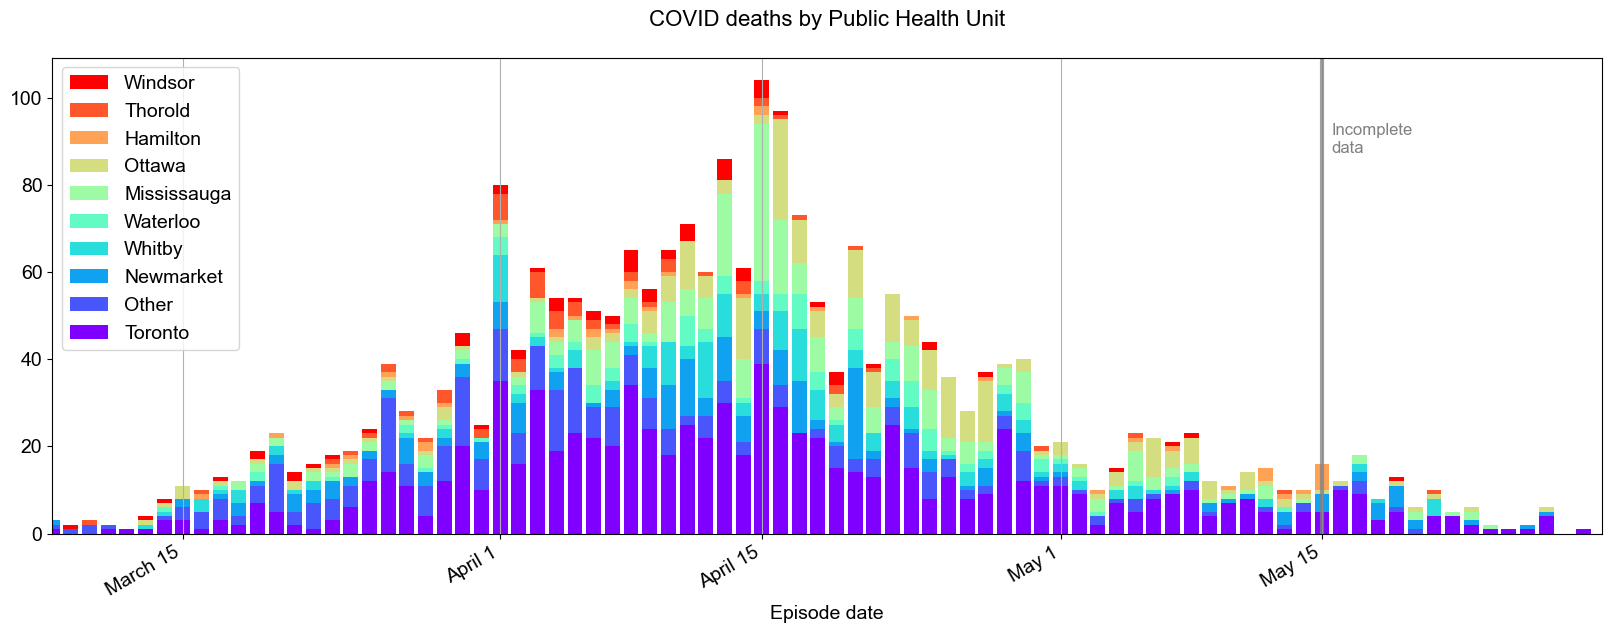 COVID deaths by Public Health Unit
100
80
60
40
20
0
Windsor
Thorold
Hamilton
Ottawa
Mississauga
Waterloo
Whitby
Newmarket
Other
Toronto
Incomplete
data
March 15
April 1
April 15
May 1
May 15
Episode date